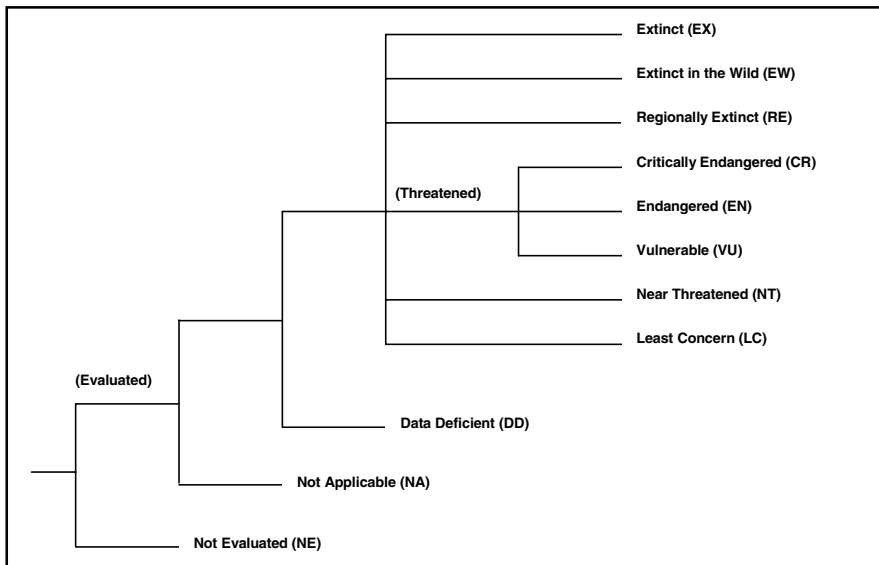 Extinct (EX)
Extinct in the Wild (EW)
Regionally Extinct (RE)
Critically Endangered (CR)
(Threatened)
Endangered (EN)
Vulnerable (VU)
Near Threatened (NT)
Least Concern (LC)
(Evaluated)
Data Deficient (DD)
Not Applicable (NA)
Not Evaluated (NE)